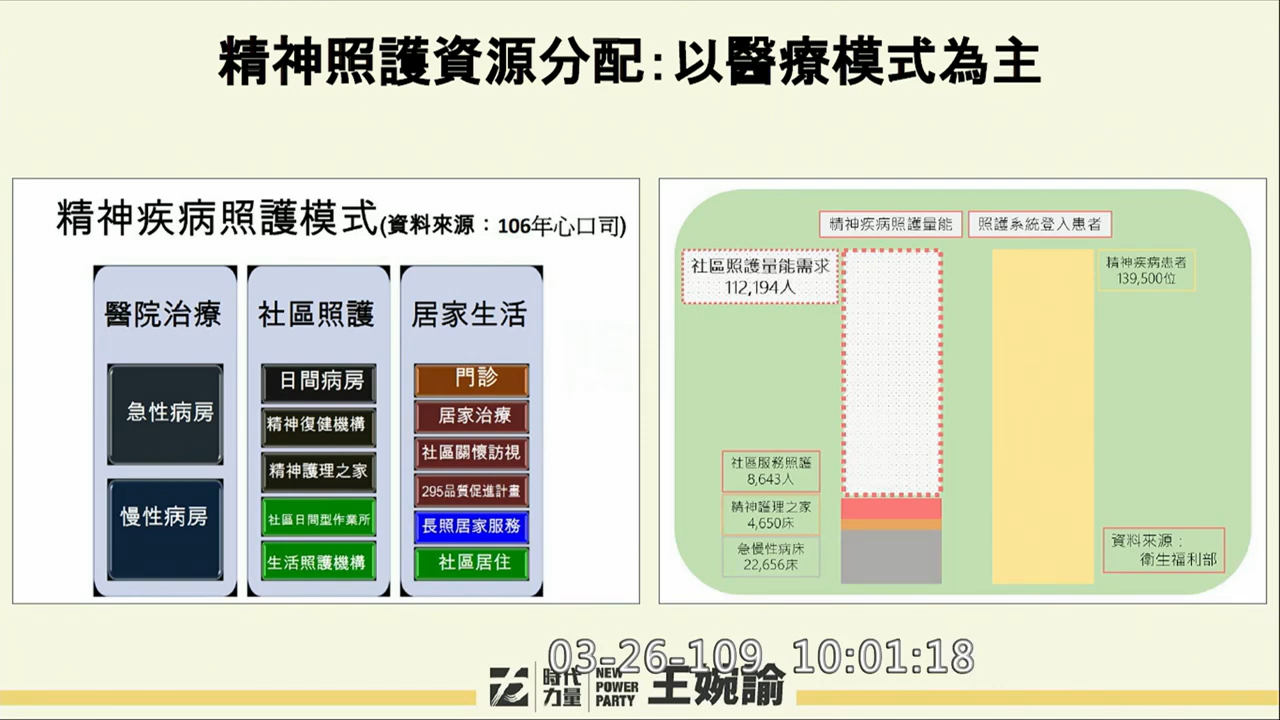 精神照護資源分配:以醫療模式為主
精神疾病照護模式(資料來源:106年心口司)
醫院治療
急性病房
慢性病房
社區照護
日間病房
精神復健機構
精神護理之家
社區日間型作業所
生活照護機構
居家生活
門診
居家治療
社區關懷訪視
295品質促進計畫
長照居家服務
社區居住
精神疾病照護量能
照護系統登入患者
社區照護量能需求
112,194人
精神疾病患者
139,500位
社區服務照護
8,643人
精神護理之家
4,650床
急慢性病床
22,656床
資料來源:
衛生福利部
03-26-109 10:01:18
時代
力量
NEW
POWER
PARTY
王婉諭